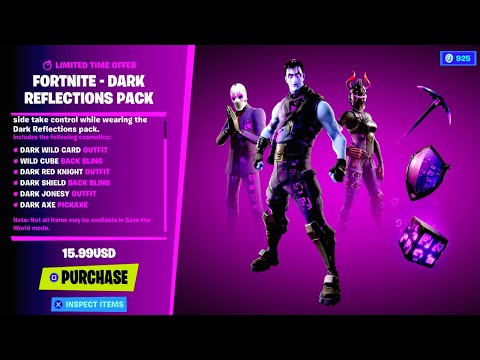 LIMITED TIME OFFER
925
FORTNITE - DARK
REFLECTIONS PACK
side take control while wearing the
Dark Reflections pack.
Includes the following cosmetics:
DARK WILD CARD OUTFIT
WILD CUBE BACK BLING
DARK RED KNIGHT OUTFIT
DARK SHIELD BACK BLING
DARK JONESY OUTFIT
DARK AXE PICKAXE
Note: Not all items may be available in Save the
World mode.
15.99USD
PURCHASE
INSPECT ITEMS